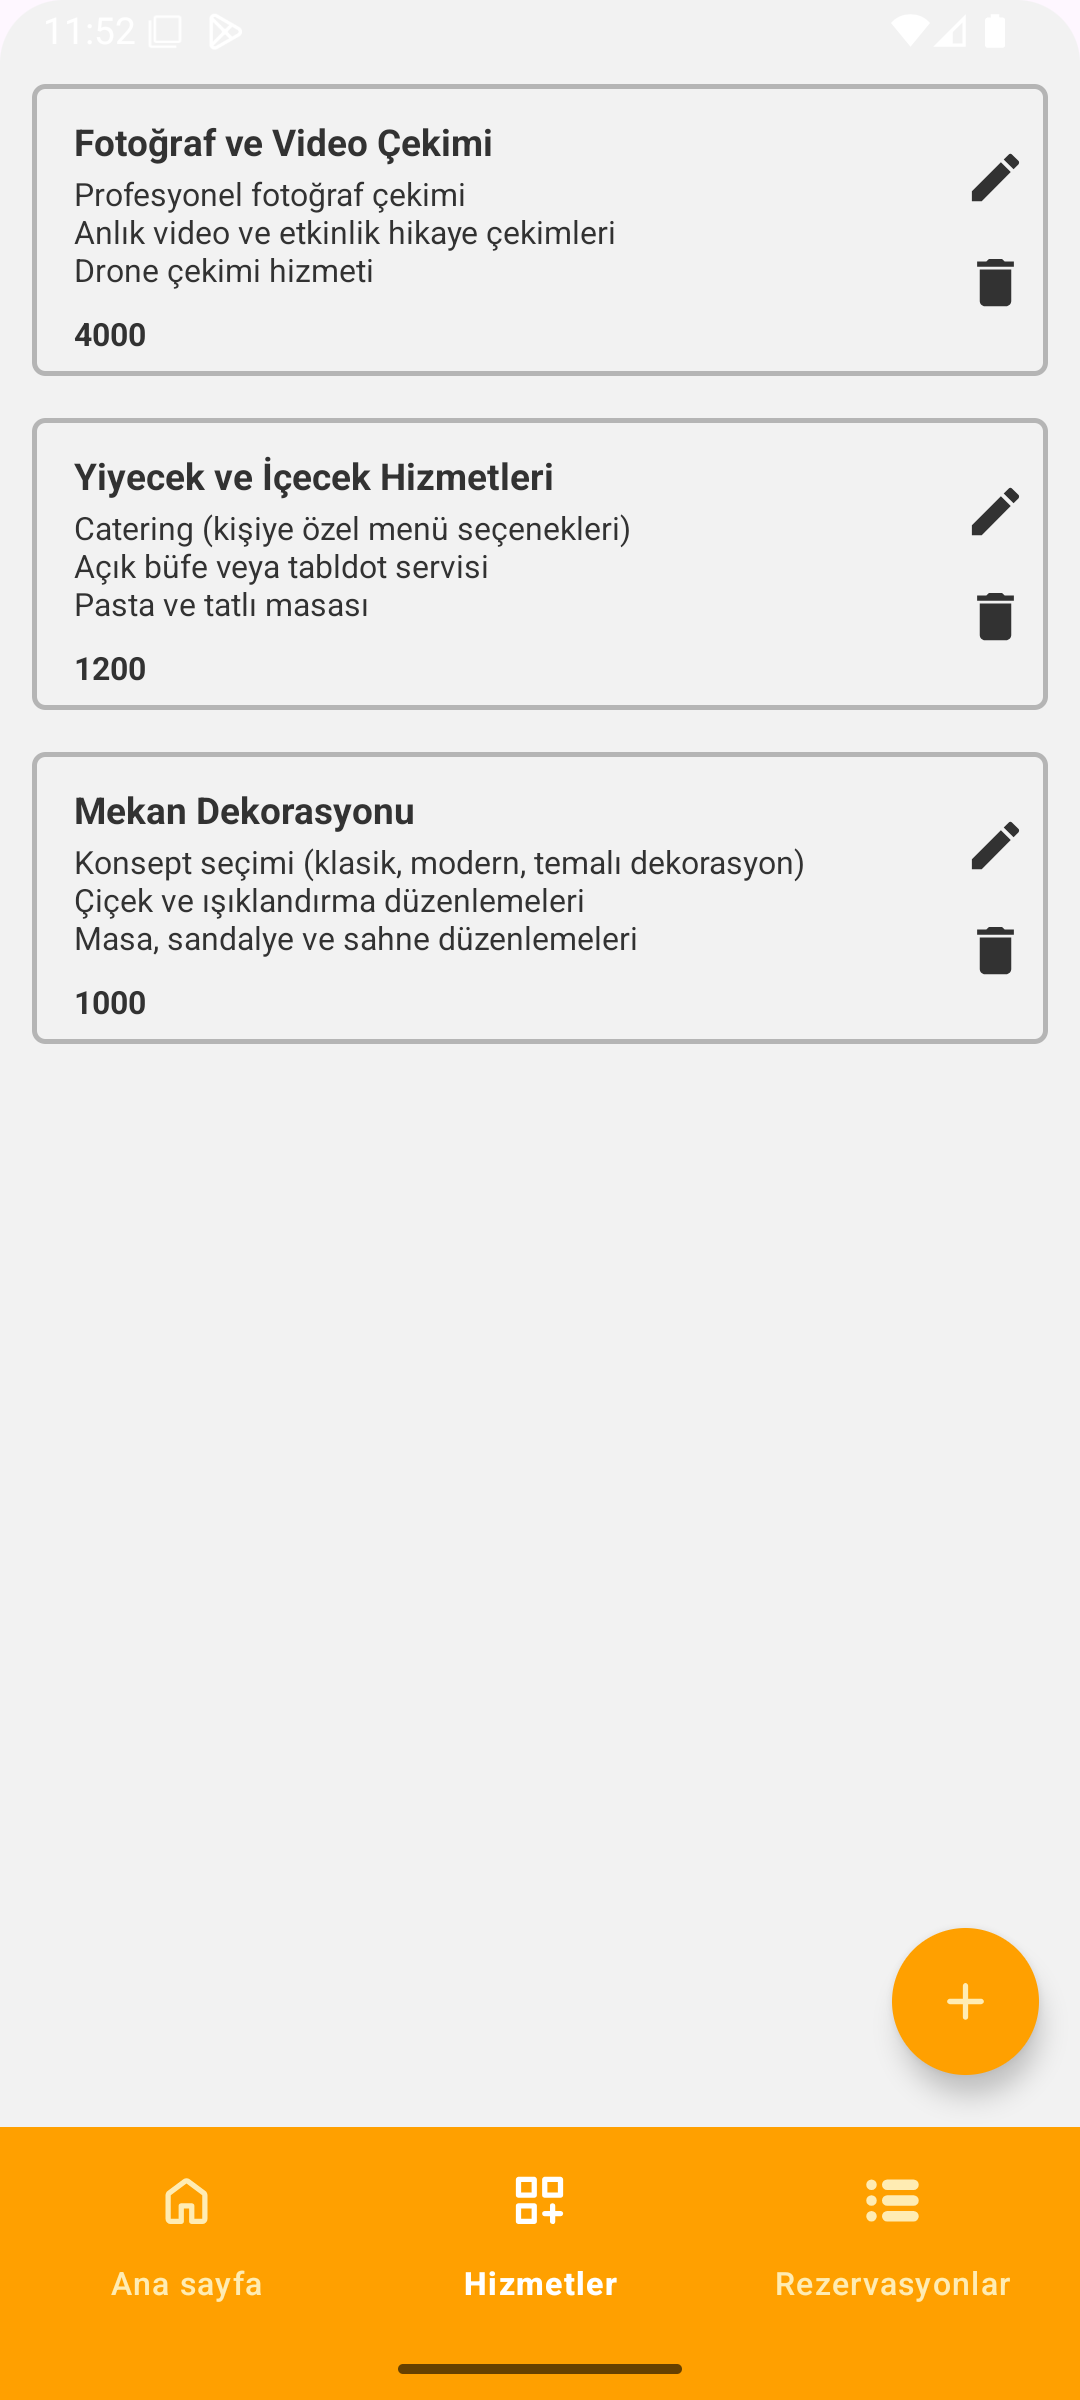 11:52
Fotoğraf ve Video Çekimi
Profesyonel fotoğraf çekimi
Anlık video ve etkinlik hikaye çekimleri
Drone çekimi hizmeti
4000
Yiyecek ve İçecek Hizmetleri
Catering (kişiye özel menü seçenekleri)
Açık büfe veya tabldot servisi
Pasta ve tatlı masası
1200
Mekan Dekorasyonu
Konsept seçimi (klasik, modern, temalı dekorasyon)
Çiçek ve ışıklandırma düzenlemeleri
Masa, sandalye ve sahne düzenlemeleri
1000
Ana sayfa
Hizmetler
Rezervasyonlar